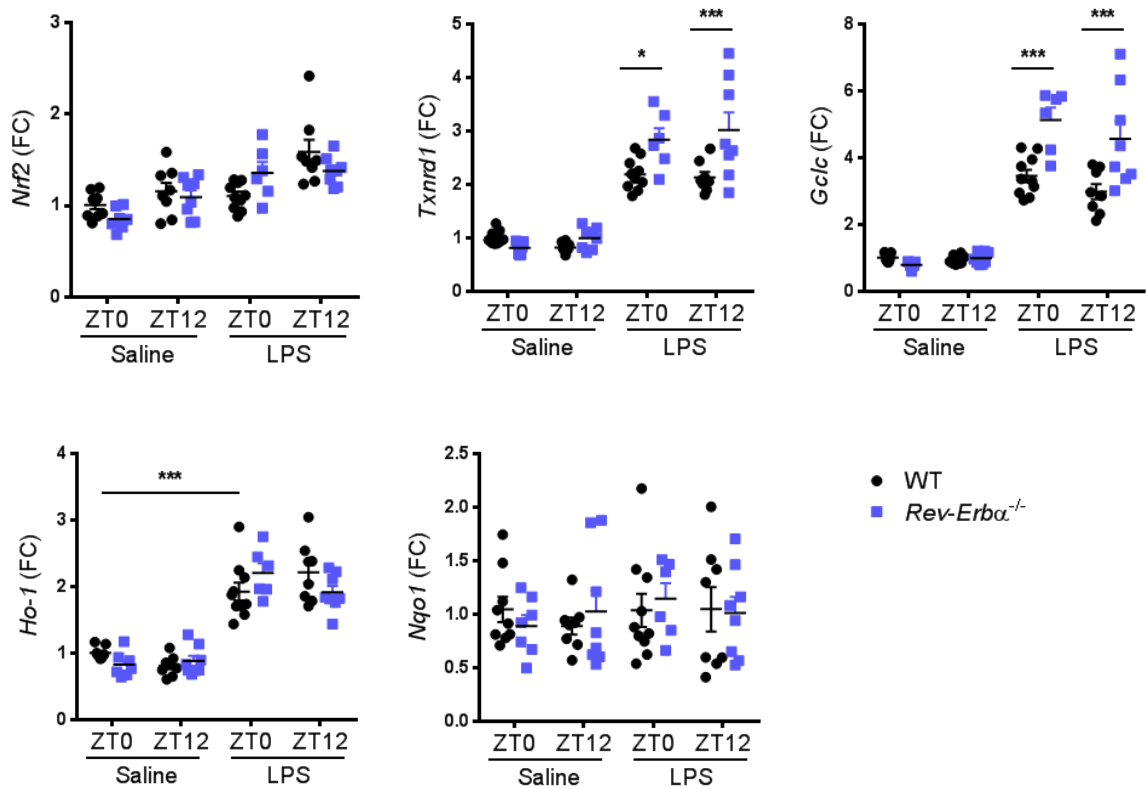 Nrf2 (FC)
3
2
1
0
ZT0 ZT12 ZT0 ZT12
Saline LPS
Txnrd1 (FC)
5
4
3
2
1
0
* ***
ZT0 ZT12 ZT0 ZT12
Saline LPS
Gclc (FC)
8
6
4
2
0
*** ***
ZT0 ZT12 ZT0 ZT12
Saline LPS
Ho-1 (FC)
4
3
2
1
0
***
ZT0 ZT12 ZT0 ZT12
Saline LPS
Nqo1 (FC)
2.5
2.0
1.5
1.0
0.5
0.0
ZT0 ZT12 ZT0 ZT12
Saline LPS
WT
Rev-Erbα-/-